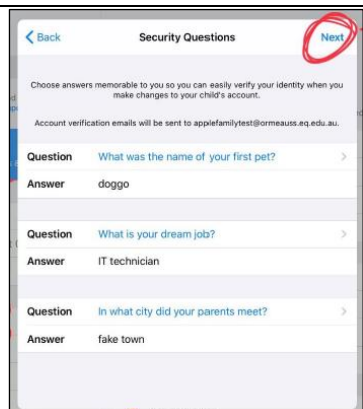 Back Security Questions Next
Choose answers memorable to you so you can easily verify your identity when you
make changes to your child's account.
Account verification emails will be sent to applefamilytest@ormeauss.eq.edu.au.
Question What was the name of your first pet?
Answer doggo
Question What is your dream job?
Answer IT technician
Question In what city did your parents meet?
Answer fake town